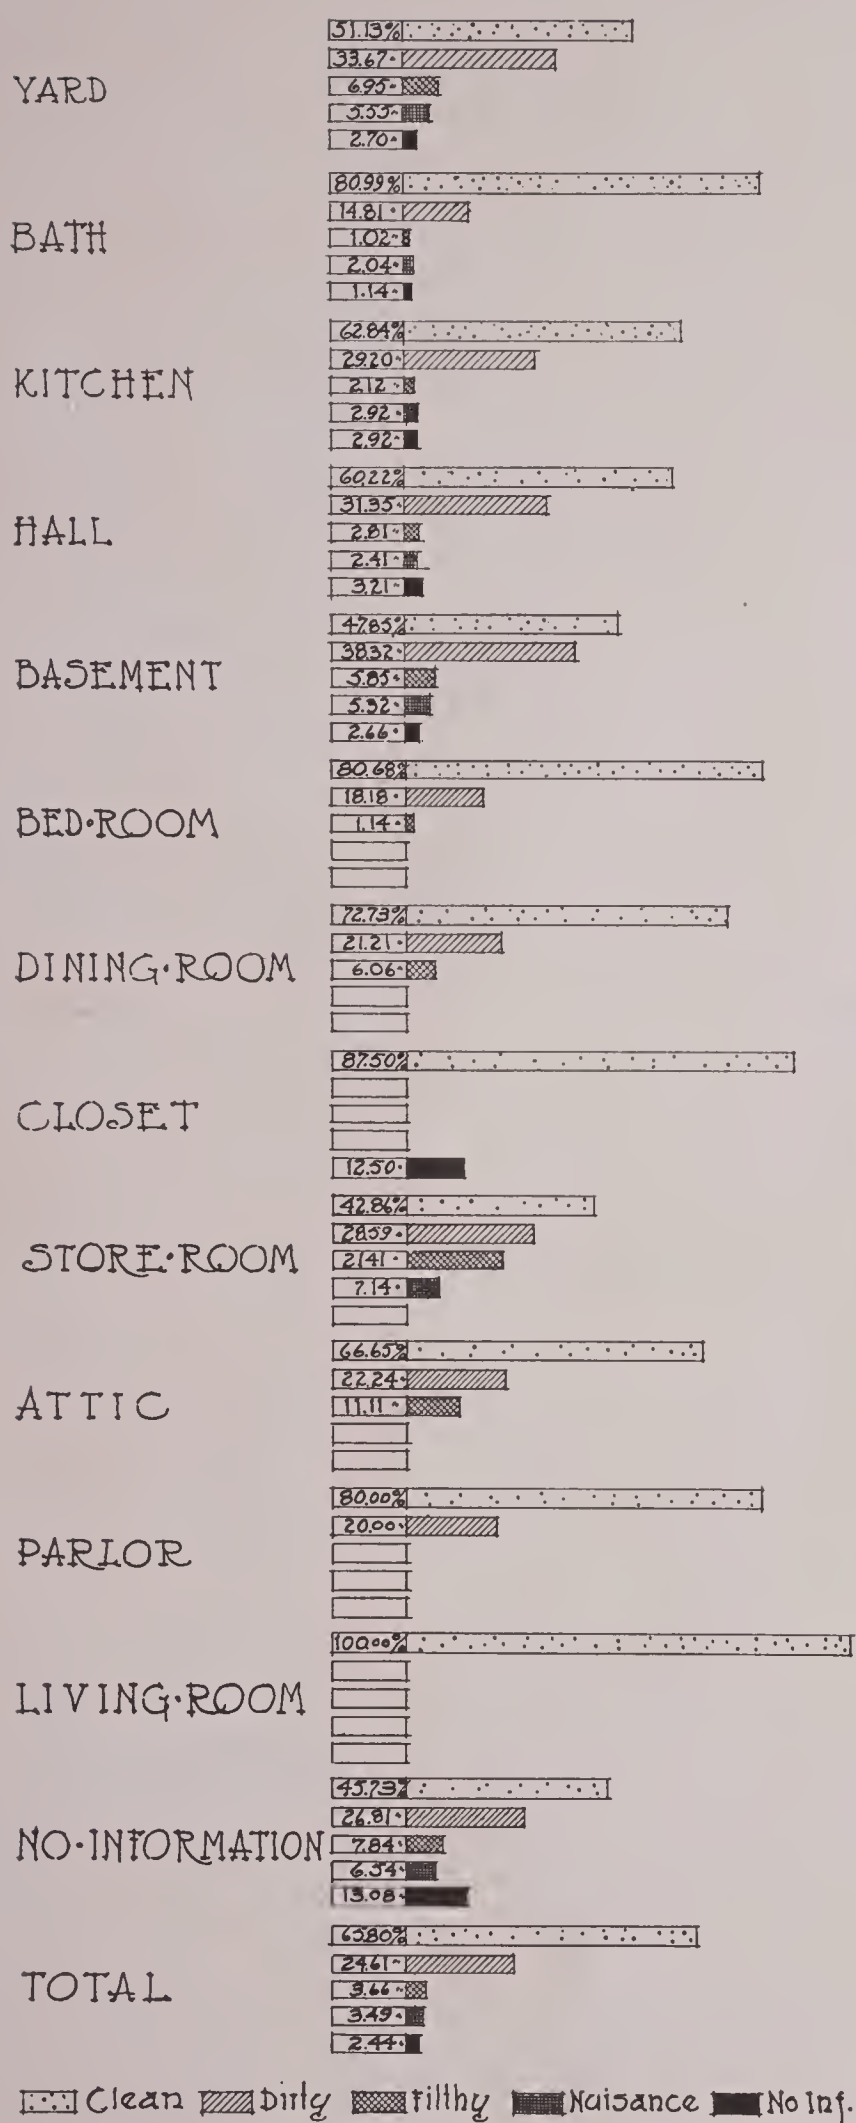 51.13%
33.67
YARD 6.95
5.55
2.70
80.99%
14.81
BATH 1.02
2.04
1.14
62.84%
29.20
KITCHEN 2.12
2.92
2.92
60.22%
31.35
HALL 2.81
2.41
3.21
47.85%
38.32
BASEMENT 5.85
5.32
2.66
80.68%
18.18
BED·ROOM 1.14
72.73%
21.21
DINING·ROOM 6.06
87.50%
CLOSET
12.50
42.86%
28.59
STORE·ROOM 21.41
7.14
66.65%
22.24
ATTIC 11.11
80.00%
20.00
PARLOR
100.00%
LIVING·ROOM
45.73%
26.81
NO·INFORMATION 7.84
6.54
13.08
65.80%
24.61
TOTAL 3.66
3.49
2.44
Clean Dirty Filthy Nuisance No Inf.